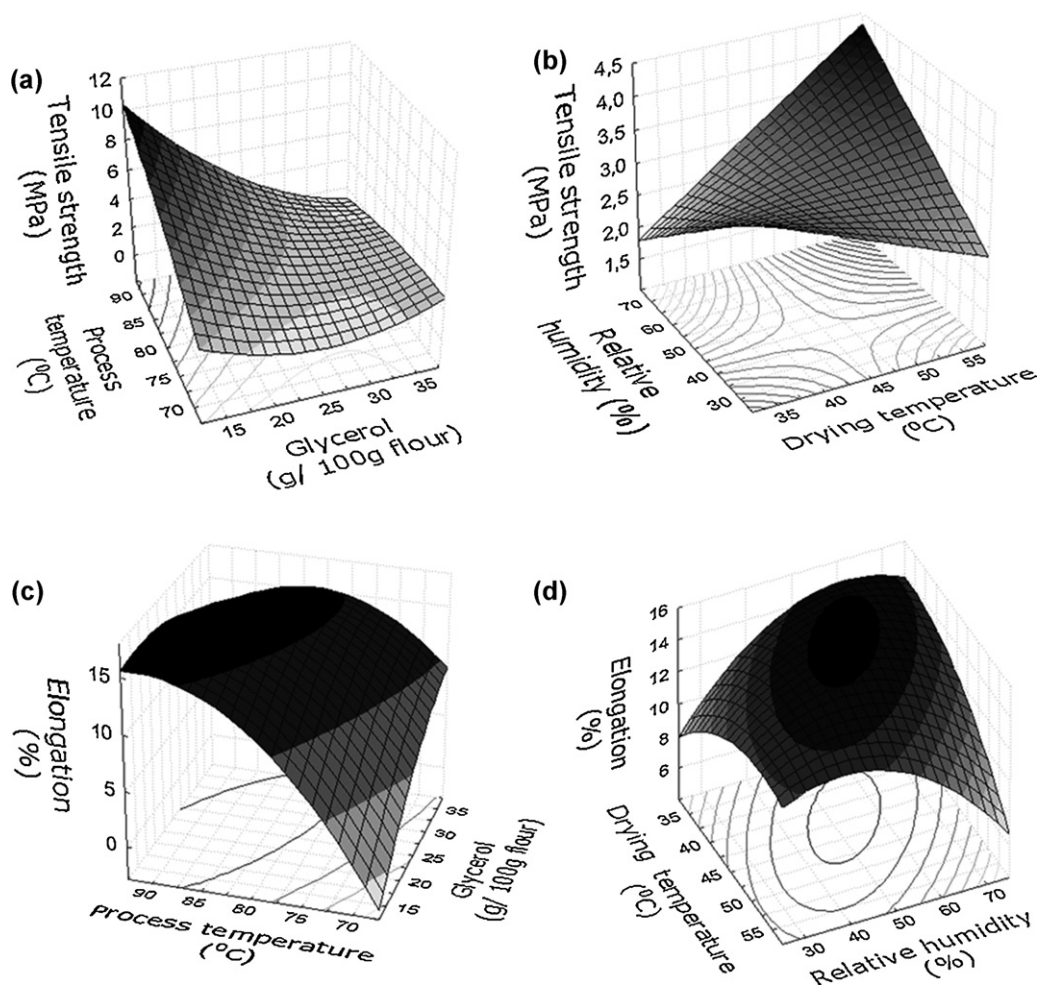 (a)
Tensile strength
(MPa)
12
10
8
6
4
2
0
90
85
80
75
70
Process
temperature
(ºC)
15
20
25
30
35
Glycerol
(g/ 100g flour)
(b)
Tensile strength
(MPa)
4,5
4,0
3,5
3,0
2,5
2,0
1,5
70
60
50
40
30
Relative
humidity (%)
35
40
45
50
55
Drying temperature
(ºC)
(c)
Elongation
(%)
15
10
5
0
90
85
80
75
70
Process temperature
(ºC)
35
30
25
20
15
Glycerol
(g/ 100g flour)
(d)
Elongation
(%)
16
14
12
10
8
6
35
40
45
50
55
Drying temperature
(ºC)
30
40
50
60
70
Relative humidity
(%)